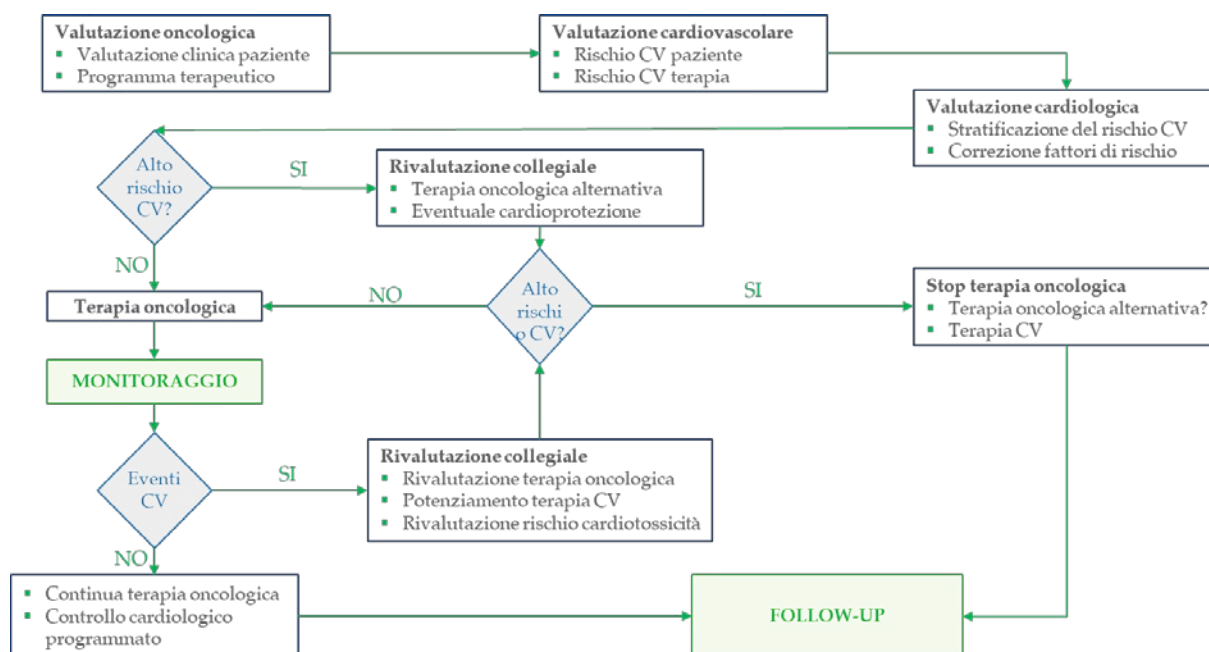 Valutazione oncologica
▪ Valutazione clinica paziente
▪ Programma terapeutico
Valutazione cardiovascolare
▪ Rischio CV paziente
▪ Rischio CV terapia
Valutazione cardiologica
▪ Stratificazione del rischio CV
▪ Correzione fattori di rischio
Alto
rischio
CV?
SI
Rivalutazione collegiale
▪ Terapia oncologica alternativa
▪ Eventuale cardioprotezione
NO
Terapia oncologica
NO
Alto
rischi
o CV?
SI
Stop terapia oncologica
▪ Terapia oncologica alternativa?
▪ Terapia CV
MONITORAGGIO
Eventi
CV
SI
Rivalutazione collegiale
▪ Rivalutazione terapia oncologica
▪ Potenziamento terapia CV
▪ Rivalutazione rischio cardiotossicità
NO
▪ Continua terapia oncologica
▪ Controllo cardiologico
programmato
FOLLOW-UP